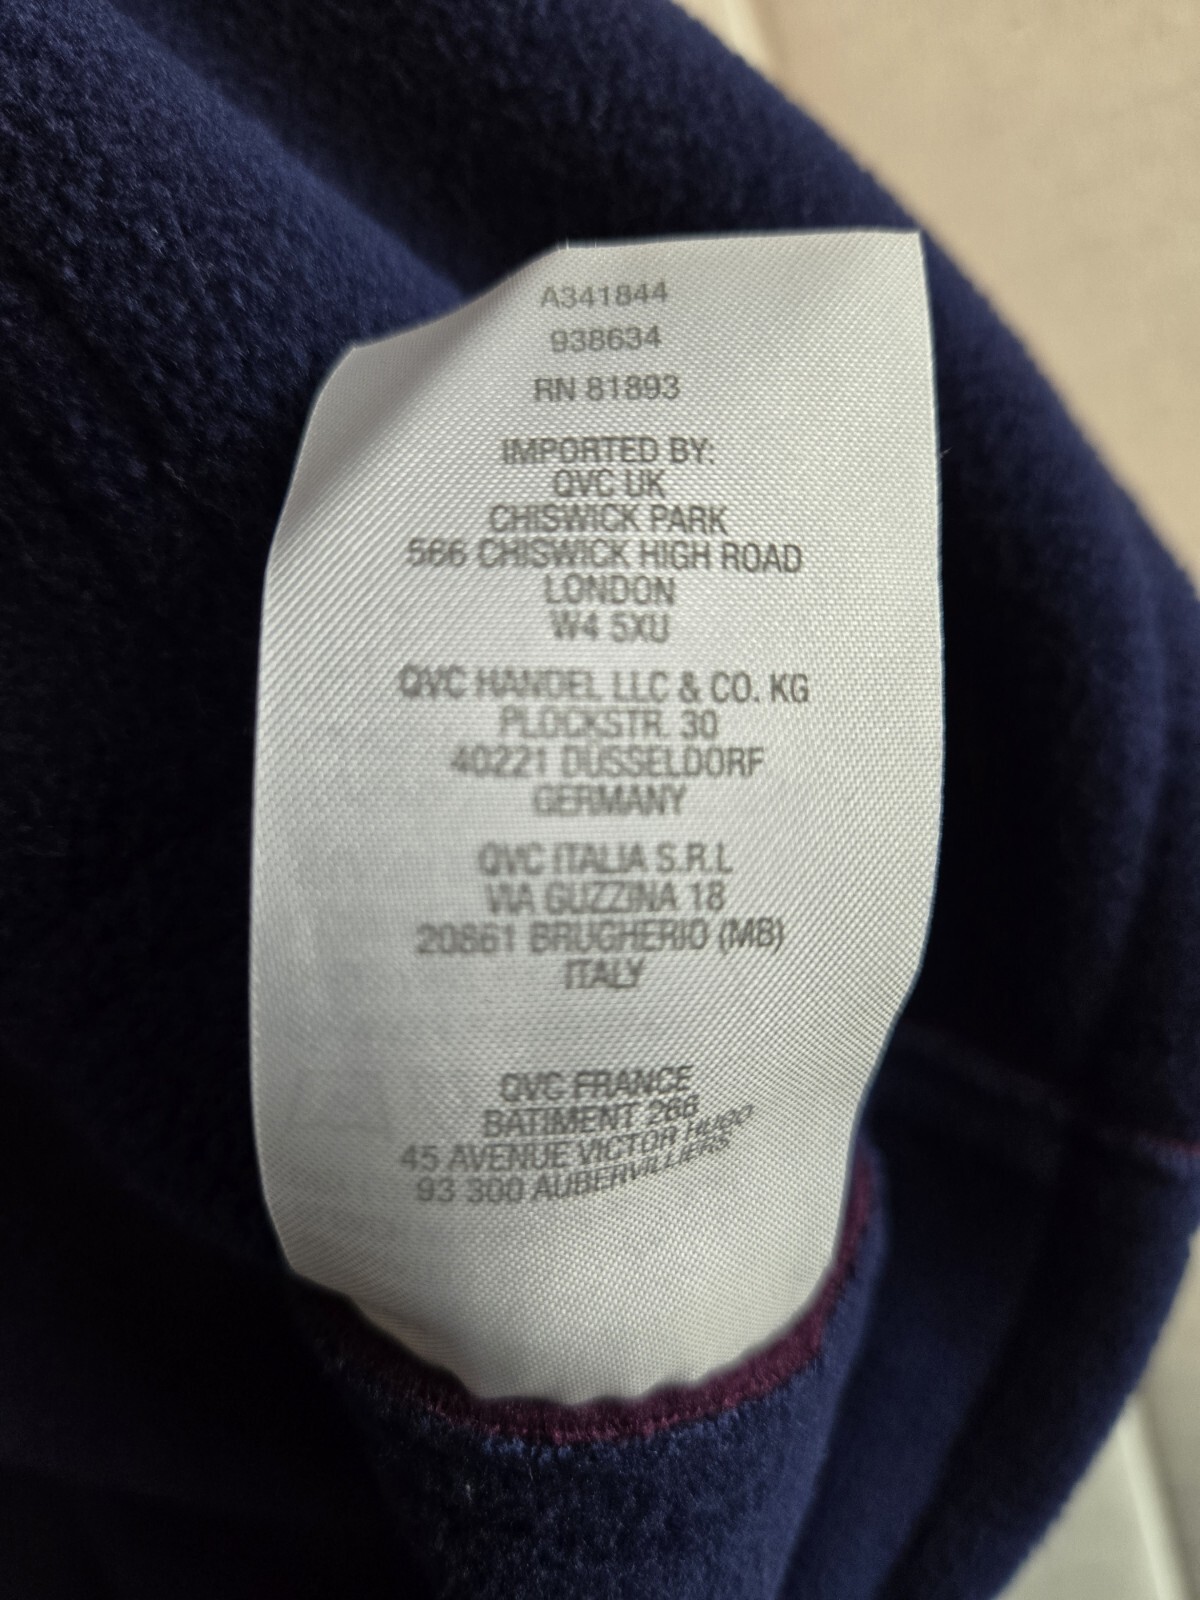 A341844
938634
RN 81893
IMPORTED BY:
QVC UK
CHISWICK PARK
566 CHISWICK HIGH ROAD
LONDON
W4 5XU
QVC HANDEL LLC & CO. KG
PLOCKSTR. 30
40221 DÜSSELDORF
GERMANY
QVC ITALIA S.R.L
VIA GUZZINA 18
20861 BRUGHERIO (MB)
ITALY
QVC FRANCE
BATIMENT 268
45 AVENUE VICTOR HUGO
93 300 AUBERVILLIERS